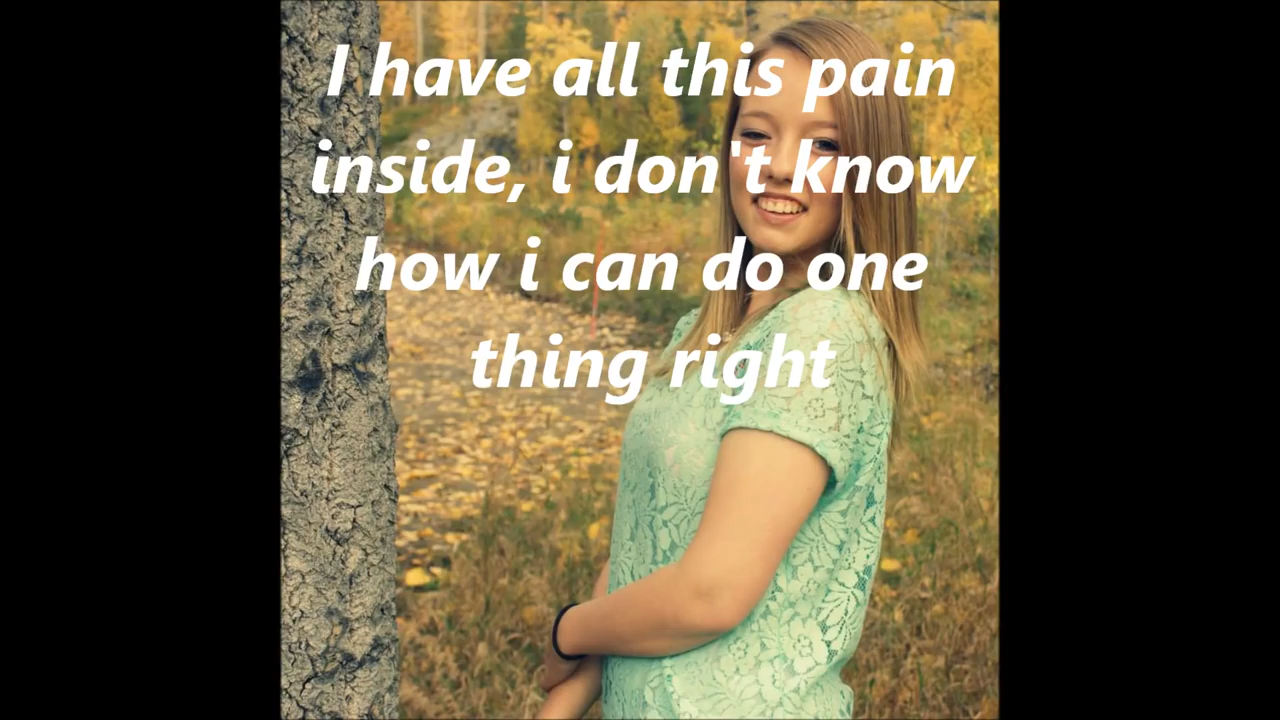 I have all this pain
inside, i don't know
how i can do one
thing right